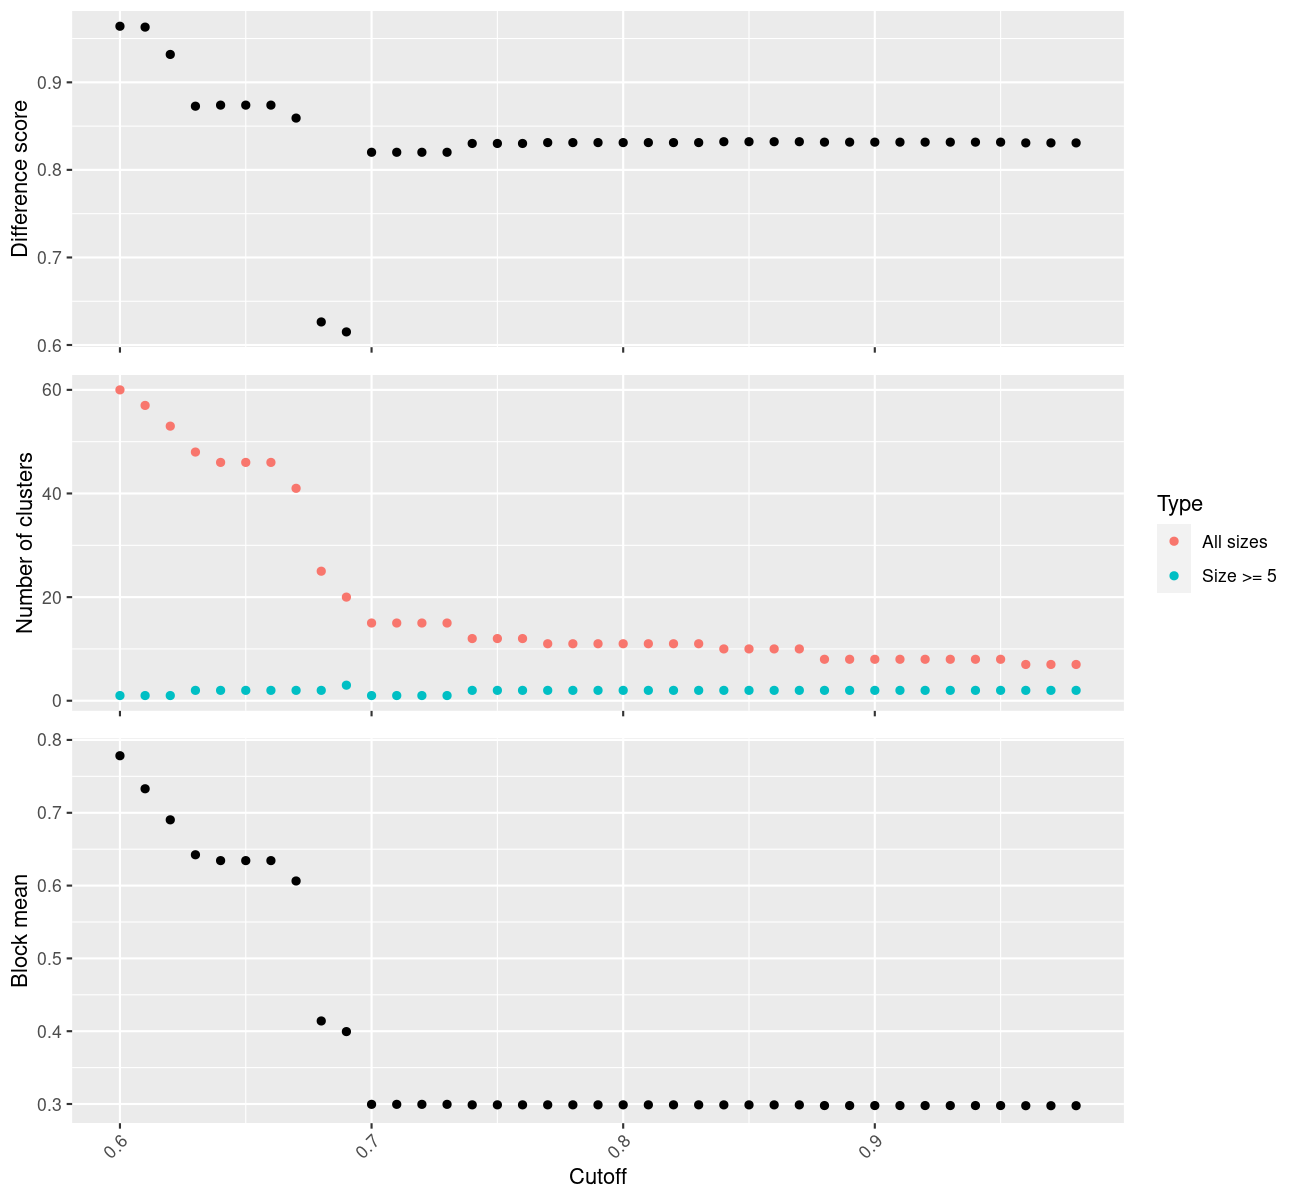 Difference score
0.9
0.8
0.7
0.6
Number of clusters
60
40
20
0
Type
All sizes
Size >= 5
Block mean
0.8
0.7
0.6
0.5
0.4
0.3
0.6 0.7 0.8 0.9
Cutoff